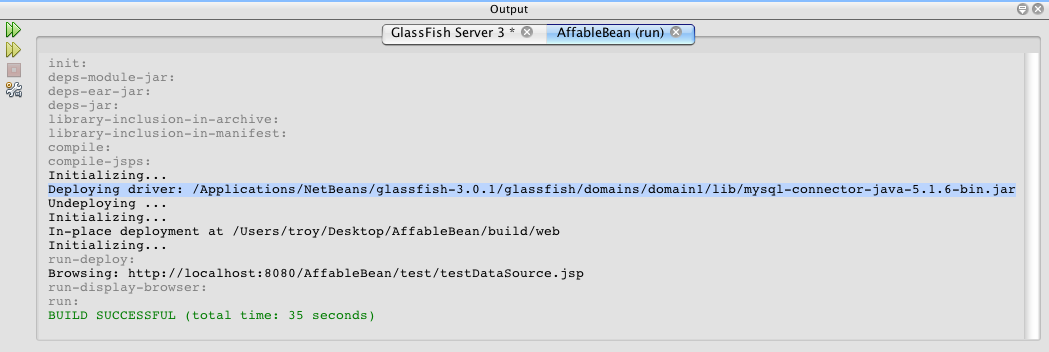 Output
GlassFish Server 3 *
AffableBean (run)
init:
deps-module-jar:
deps-ear-jar:
deps-jar:
library-inclusion-in-archive:
library-inclusion-in-manifest:
compile:
compile-jsps:
Initializing...
Deploying driver: /Applications/NetBeans/glassfish-3.0.1/glassfish/domains/domain1/lib/mysql-connector-java-5.1.6-bin.jar
Undeploying ...
Initializing...
In-place deployment at /Users/troy/Desktop/AffableBean/build/web
Initializing...
run-deploy:
Browsing: http://localhost:8080/AffableBean/test/testDataSource.jsp
run-display-browser:
run:
BUILD SUCCESSFUL (total time: 35 seconds)